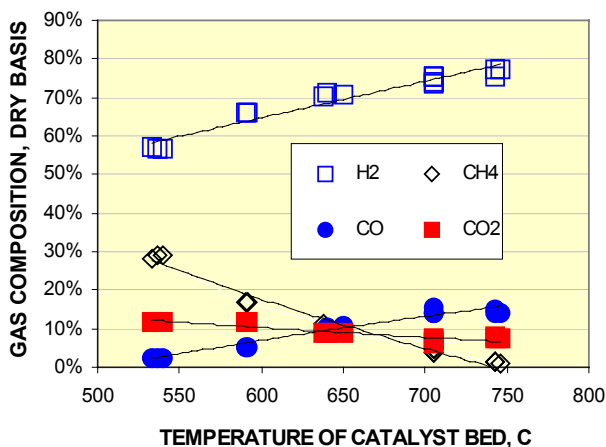 GAS COMPOSITION, DRY BASIS
90%
80%
70%
60%
50%
40%
30%
20%
10%
0%
H2 CH4
CO CO2
500 550 600 650 700 750 800
TEMPERATURE OF CATALYST BED, C